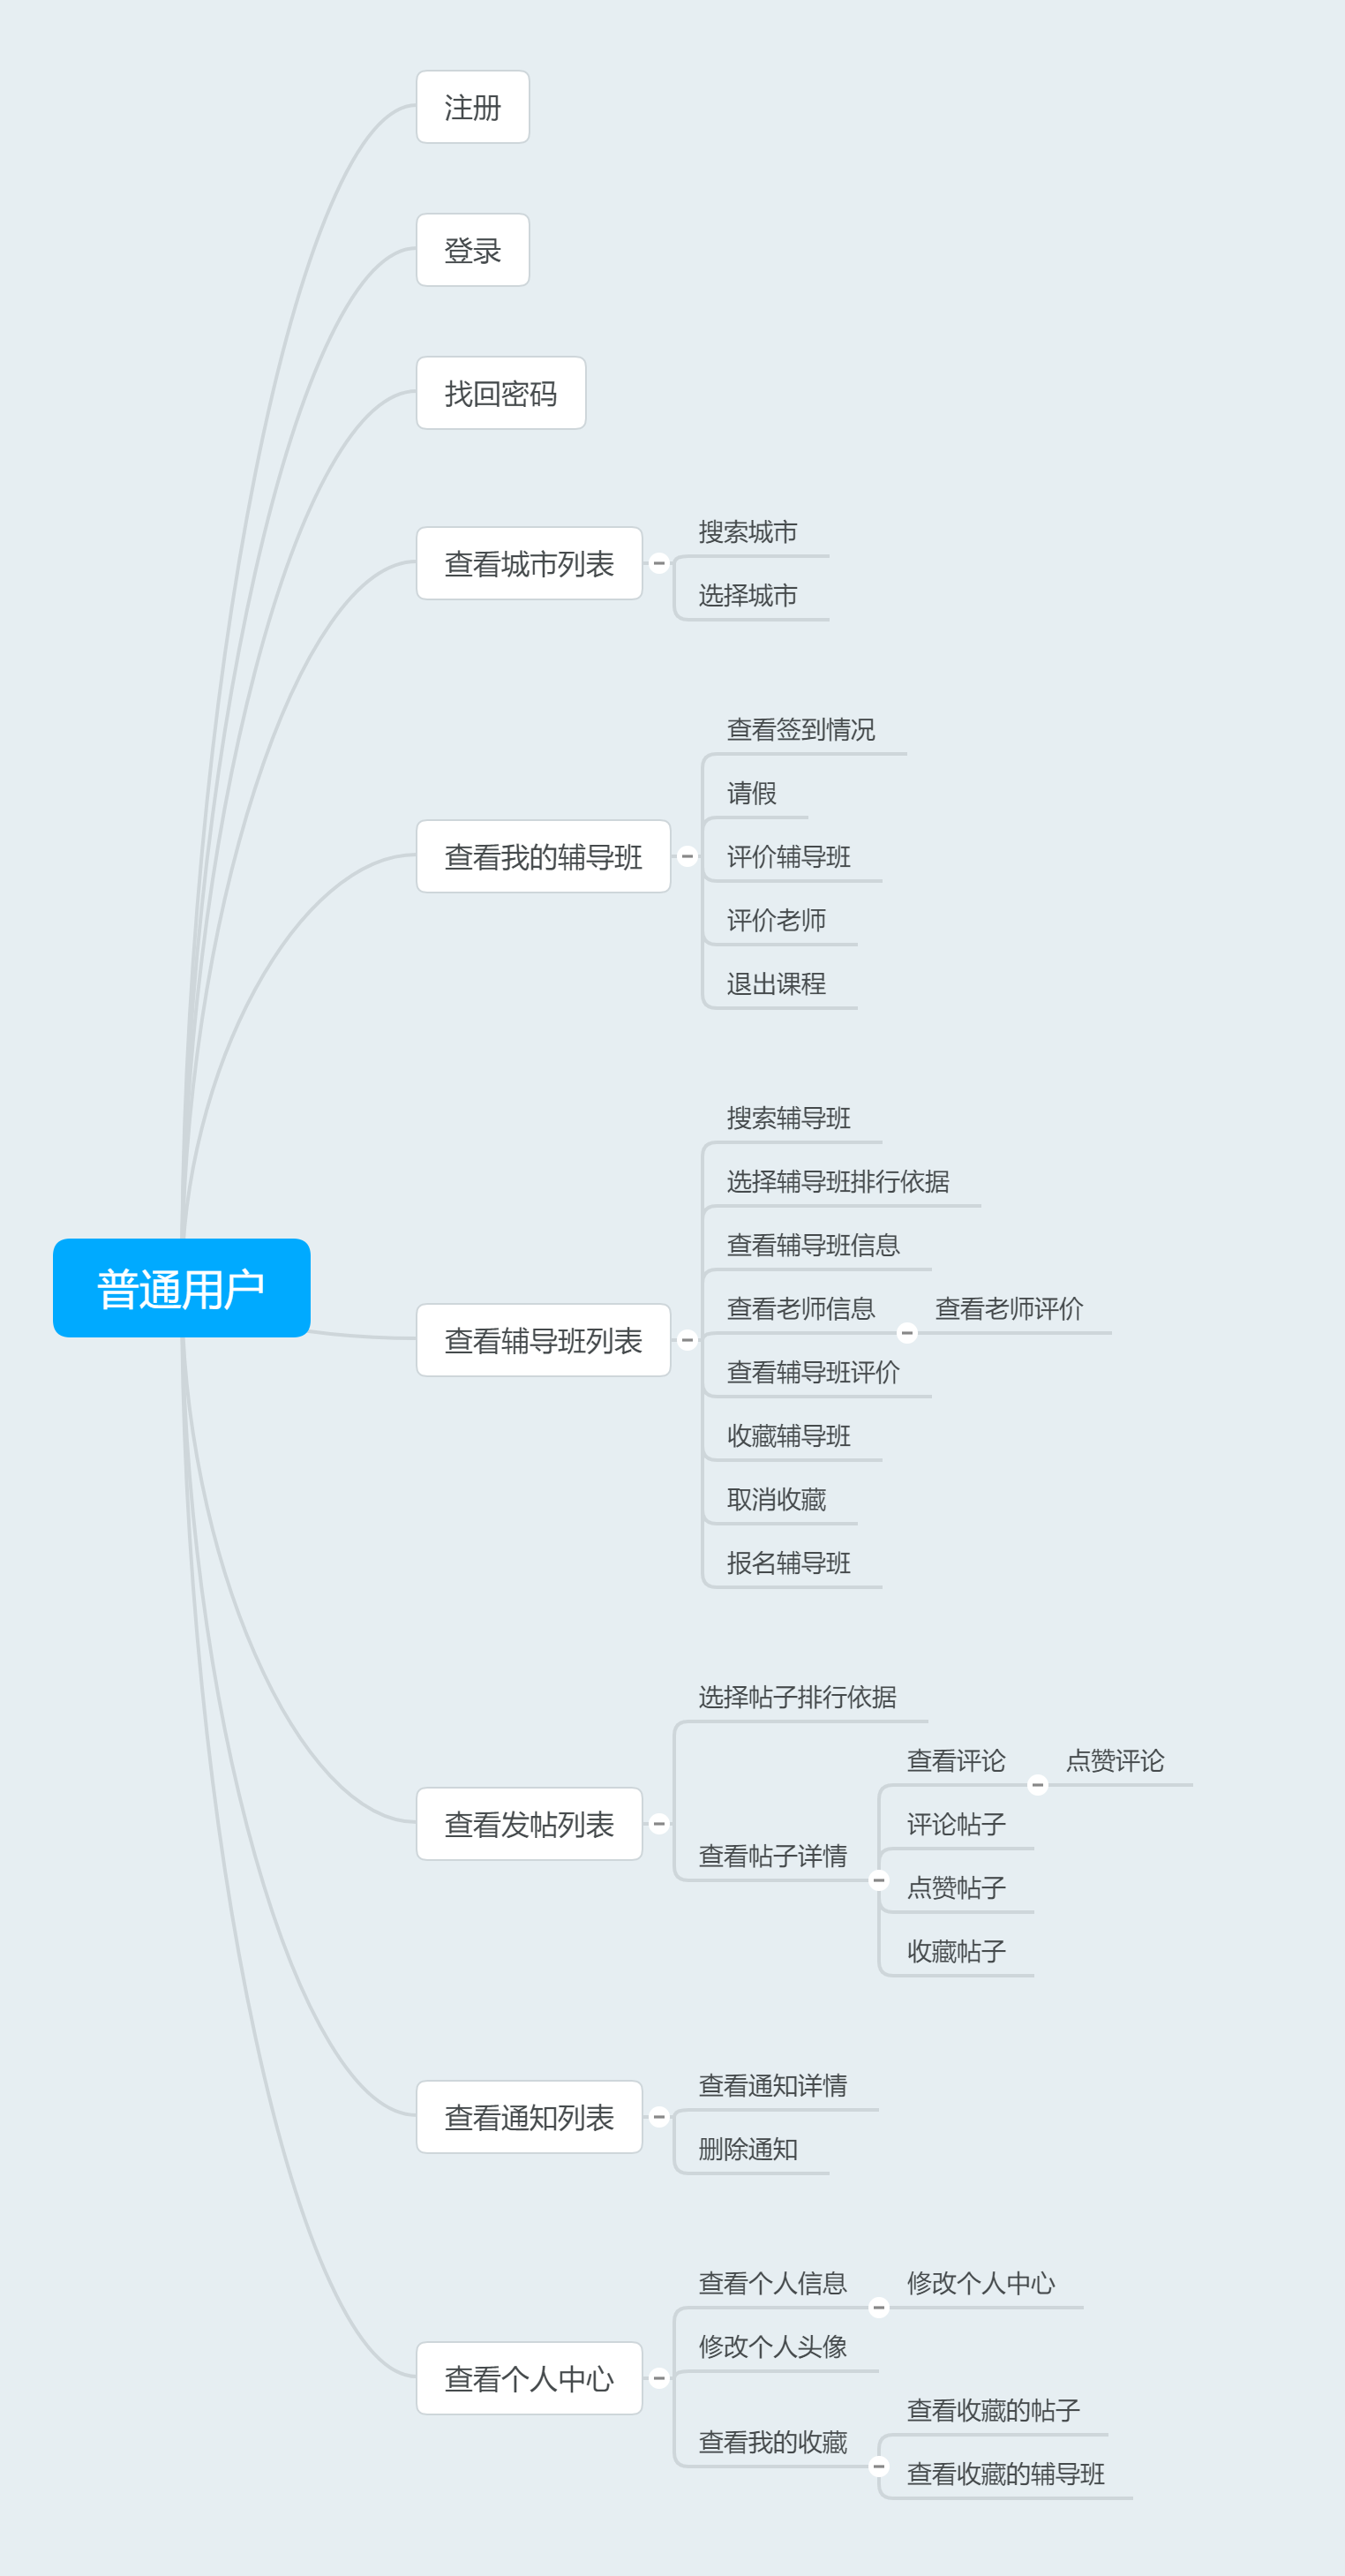 注册
登录
找回密码
查看城市列表
搜索城市
选择城市
查看我的辅导班
查看签到情况
请假
评价辅导班
评价老师
退出课程
普通用户
查看辅导班列表
搜索辅导班
选择辅导班排行依据
查看辅导班信息
查看老师信息
查看老师评价
查看辅导班评价
收藏辅导班
取消收藏
报名辅导班
查看发帖列表
选择帖子排行依据
查看帖子详情
查看评论
点赞评论
评论帖子
点赞帖子
收藏帖子
查看通知列表
查看通知详情
删除通知
查看个人中心
查看个人信息
修改个人中心
修改个人头像
查看我的收藏
查看收藏的帖子
查看收藏的辅导班